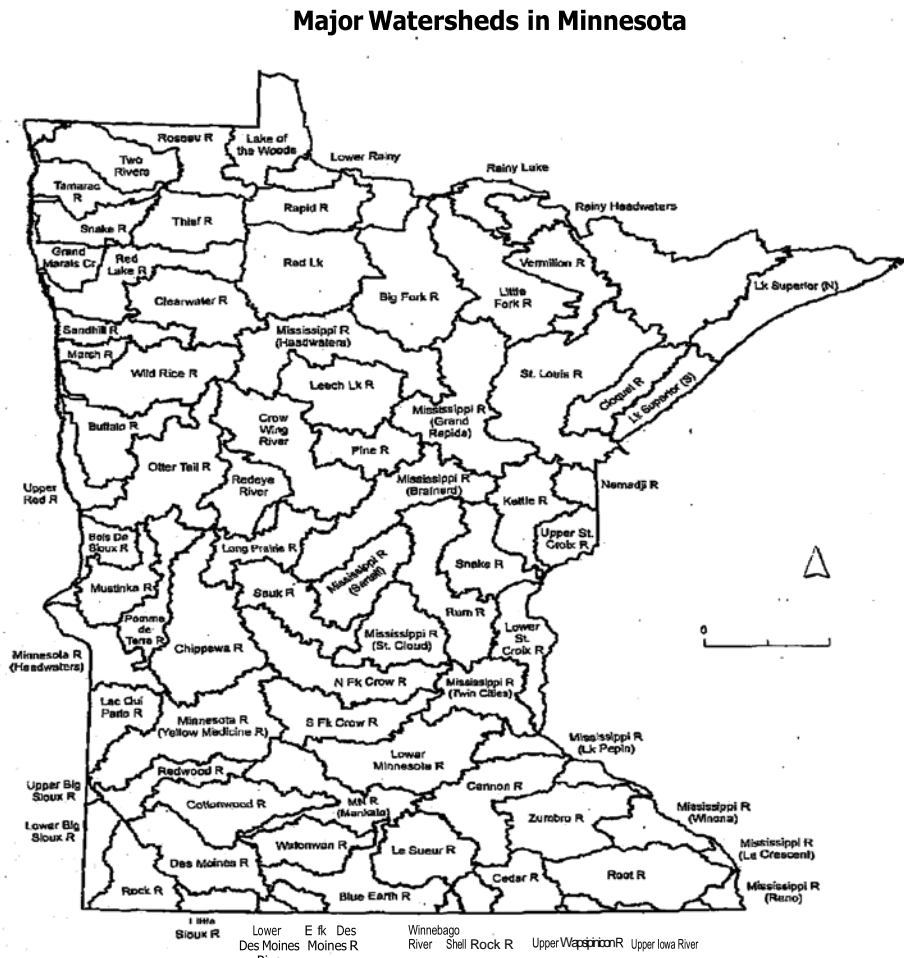 Major Watersheds in Minnesota
Roseau R
Lake of
the Woods
Two
Rivers
Lower Rainy
Rainy Lake
Tamarac
R
Rapid R
Rainy Headwaters
Snake R
Thief R
Grand
Marais Cr
Red
Lake R
Red Lk
Vermilion R
Lk Superior (N)
Clearwater R
Big Fork R
Little
Fork R
Sandhill R
Mississippi R
(Headwaters)
Marsh R
Wild Rice R
Leech Lk R
St. Louis R
Cloquet R
Lk Superior (S)
Buffalo R
Crow
Wing
River
Mississippi R
(Grand
Rapids)
Pine R
Otter Tail R
Redeye
River
Mississippi R
(Brainerd)
Upper
Red R
Kettle R
Nemadji R
Bois De
Sioux R
Long Prairie R
Upper St.
Croix R
Mississippi R
(Sartell)
Snake R
Mustinka R
Sauk R
Rum R
Pomme
de
Terre R
Chippewa R
Mississippi R
(St. Cloud)
Lower
St.
Croix R
0
Minnesota R
(Headwaters)
N Fk Crow R
Mississippi R
(Twin Cities)
Lac Qui
Parle R
Minnesota R
(Yellow Medicine R)
S Fk Crow R
Mississippi R
(Lk Pepin)
Lower
Minnesota R
Redwood R
Cannon R
Upper Big
Sioux R
Cottonwood R
MN R
(Mankato)
Mississippi R
(Winona)
Lower Big
Sioux R
Zumbro R
Watonwan R
Le Sueur R
Mississippi R
(La Crescent)
Des Moines R
Cedar R
Root R
Rock R
Blue Earth R
Mississippi R
(Reno)
Little
Sioux R
Lower
Des Moines
E fk Des
Moines R
Winnebago
River
Shell Rock R
Upper Wapsipinicon R
Upper Iowa River